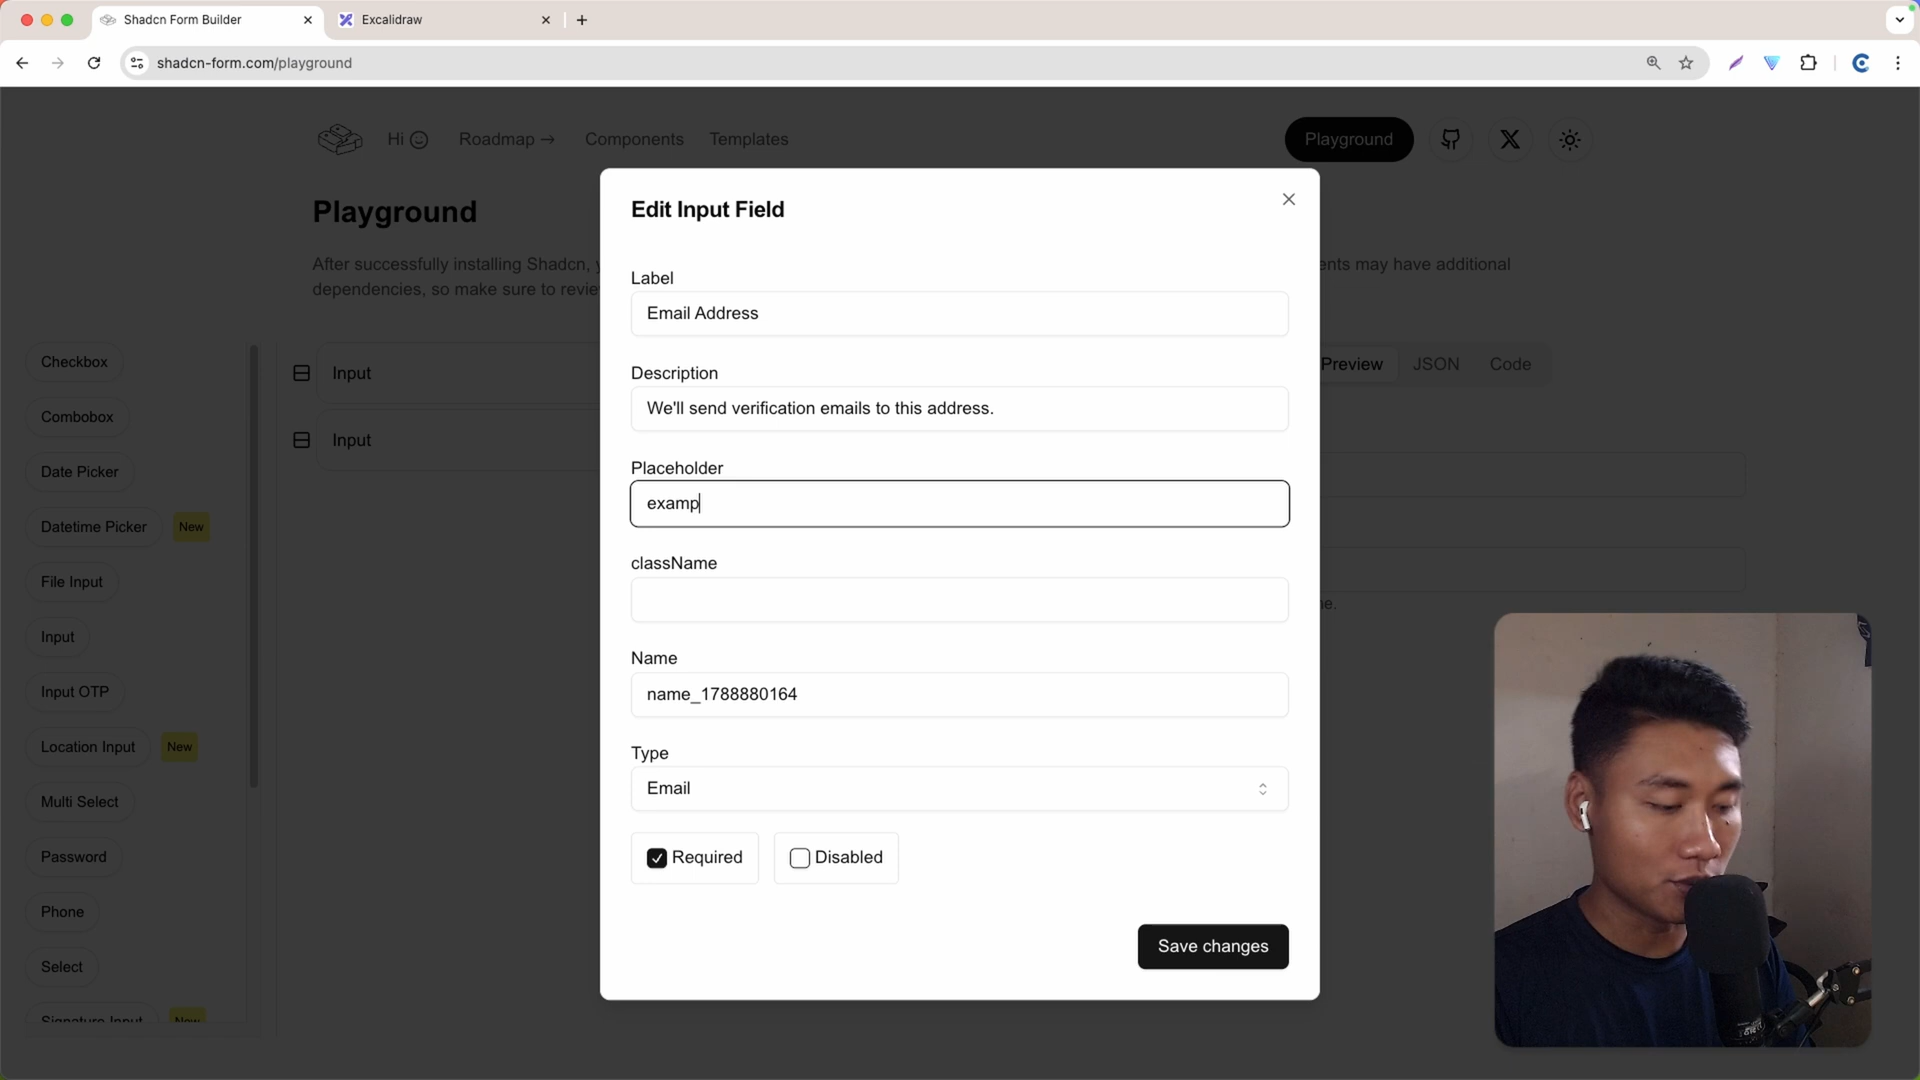 Shadcn Form Builder
Excalidraw
shadcn-form.com/playground
Hi
Roadmap →
Components
Templates
Playground
Playground
After successfully installing Shadcn, y
ents may have additional
dependencies, so make sure to revie
Edit Input Field
Label
Email Address
Description
We'll send verification emails to this address.
Placeholder
examp
className
Name
name_1788880164
Type
Email
Required
Disabled
Save changes
Checkbox
Combobox
Date Picker
Datetime Picker
New
File Input
Input
Input OTP
Location Input
New
Multi Select
Password
Phone
Select
Signature Input
New
Input
Input
Preview
JSON
Code
ne.